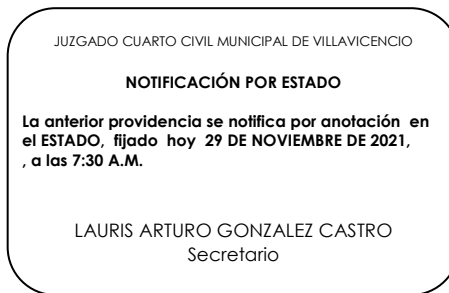 JUZGADO CUARTO CIVIL MUNICIPAL DE VILLAVICENCIO
NOTIFICACIÓN POR ESTADO
La anterior providencia se notifica por anotación en
el ESTADO, fijado hoy 29 DE NOVIEMBRE DE 2021,
, a las 7:30 A.M.
LAURIS ARTURO GONZALEZ CASTRO
Secretario